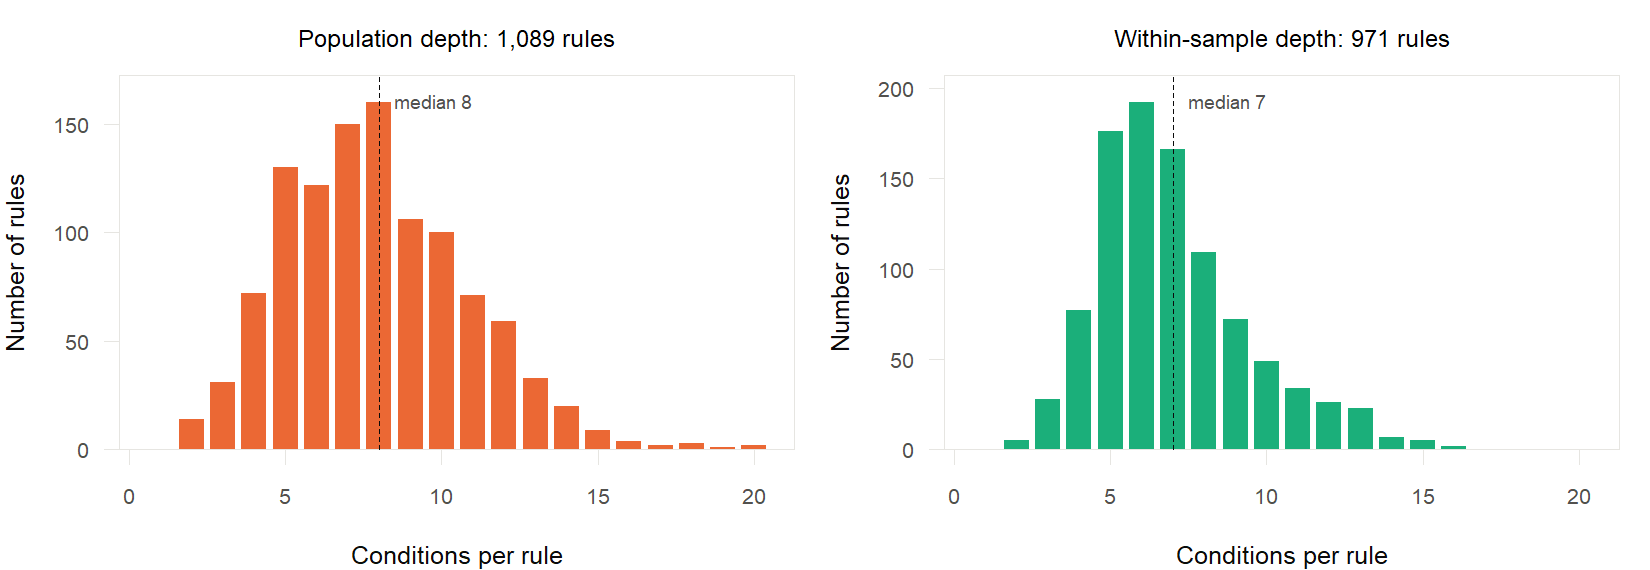 Population depth: 1,089 rules
median 8
Number of rules
150
100
50
0
0 5 10 15 20
Conditions per rule
Within-sample depth: 971 rules
median 7
Number of rules
200
150
100
50
0
0 5 10 15 20
Conditions per rule